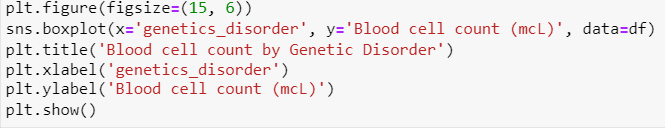 plt.figure(figsize=(15, 6))
sns.boxplot(x='genetics_disorder', y='Blood cell count (mcL)', data=df)
plt.title('Blood cell count by Genetic Disorder')
plt.xlabel('genetics_disorder')
plt.ylabel('Blood cell count (mcL)')
plt.show()